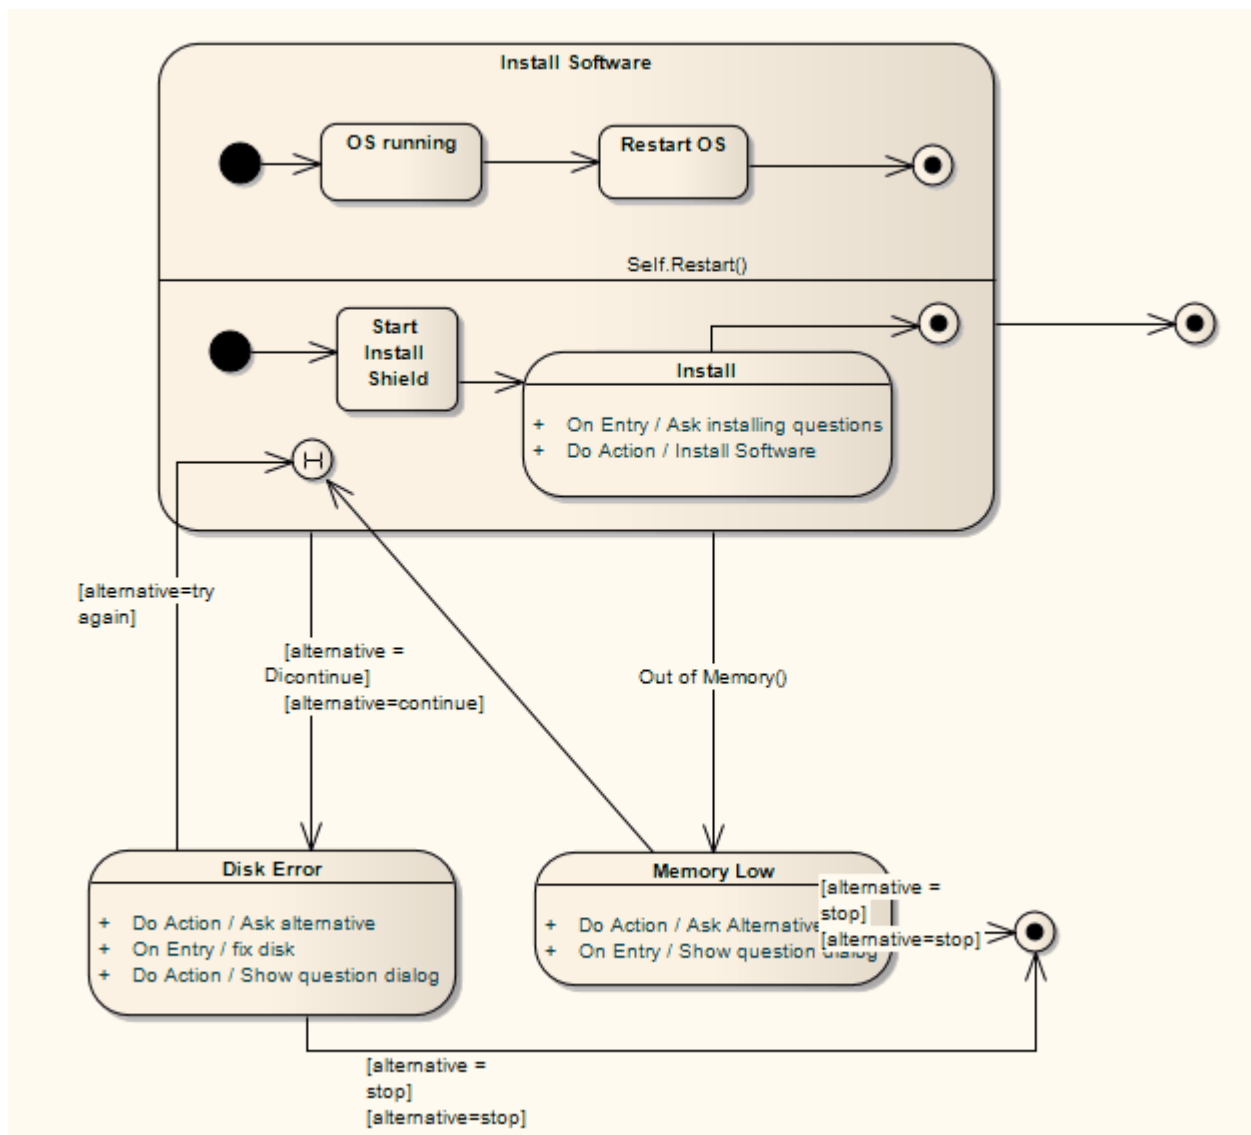 Install Software
OS running
Restart OS
Self.Restart()
Start
Install
Shield
Install
+ On Entry / Ask installing questions
+ Do Action / Install Software
H
[alternative=try
again]
[alternative =
continue]
[alternative=continue]
Out of Memory()
Disk Error
+ Do Action / Ask alternative
+ On Entry / fix disk
+ Do Action / Show question dialog
Memory Low
+ Do Action / Ask Alternative
+ On Entry / Show question dialog
[alternative =
stop]
[alternative=stop]
[alternative =
stop]
[alternative=stop]